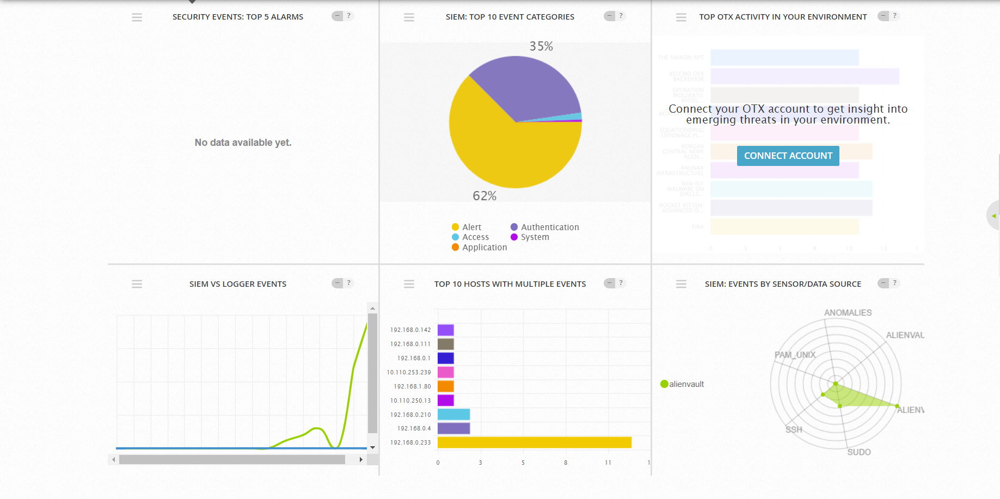 SECURITY EVENTS: TOP 5 ALARMS
?
No data available yet.
SIEM: TOP 10 EVENT CATEGORIES
?
35%
62%
Alert
Authentication
Access
System
Application
TOP OTX ACTIVITY IN YOUR ENVIRONMENT
?
THE NAIKON APT
XSLCMD OSX
BACKDOOR
OPERATION
MOLERATS:
MIDDL...
Connect your OTX account to get insight into
emerging threats in your environment.
EQUATIONDRUG
ESPIONAGE PL...
KOREAN
CENTRAL NEWS
AGEN...
CONNECT ACCOUNT
ANUNAK
INFRASTRUCTURE
NEW ELF
MALWARE ON
SHELLS...
ROCKET KITTEN:
ADVANCED O...
FIN4
0 3 5 8 10 13 1
SIEM VS LOGGER EVENTS
?
TOP 10 HOSTS WITH MULTIPLE EVENTS
?
192.168.0.142
192.168.0.111
192.168.0.1
10.110.253.239
192.168.1.80
10.110.250.13
192.168.0.210
192.168.0.4
192.168.0.233
0 3 5 8 11 1
SIEM: EVENTS BY SENSOR/DATA SOURCE
?
ANOMALIES
ALIENVAU
PAM_UNIX
alienvault
ALIENV
SSH
SUDO